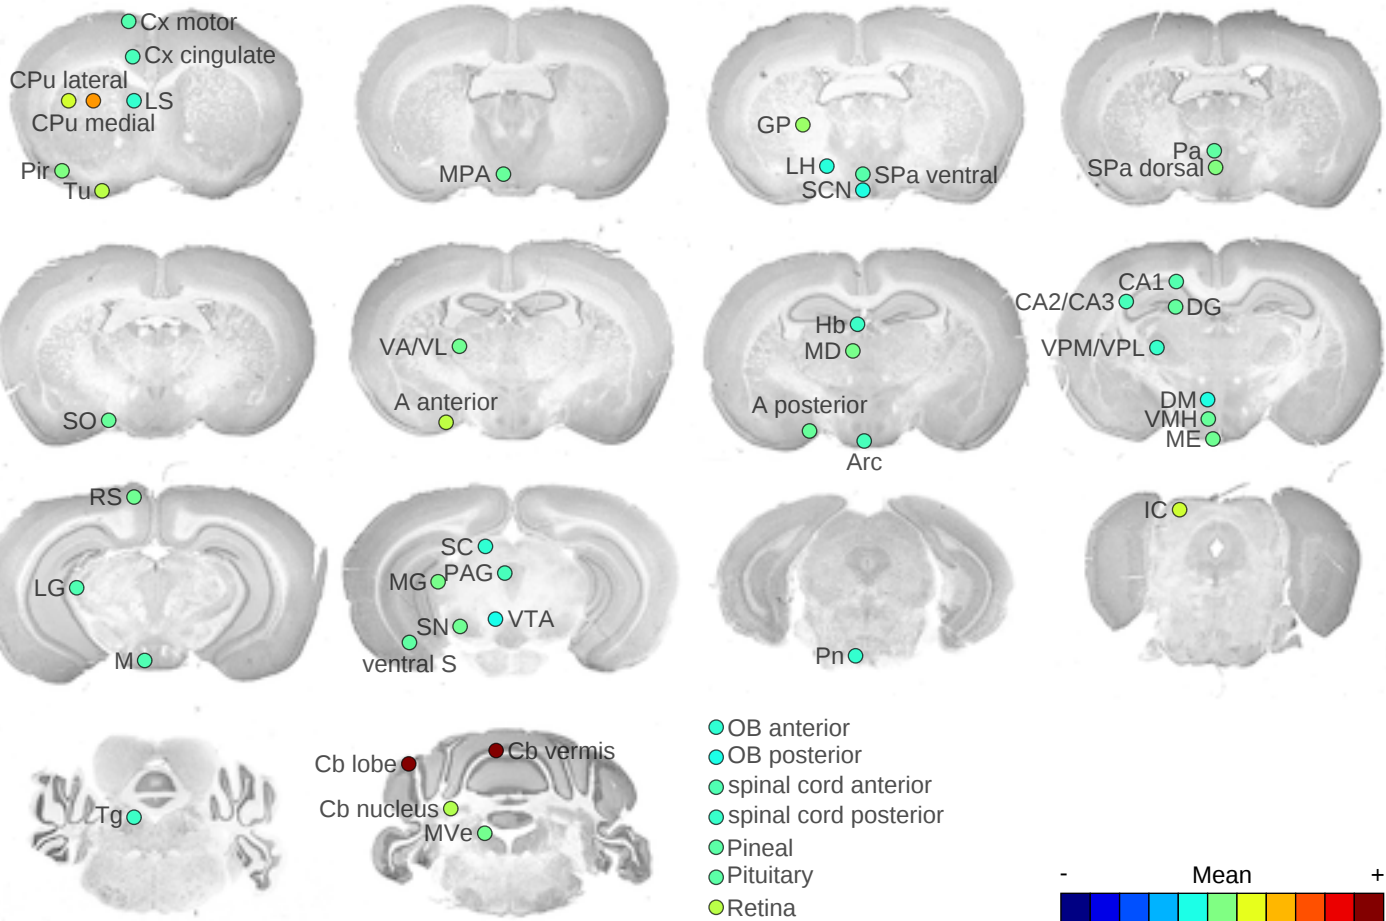 Cx motor
Cx cingulate
CPu lateral
LS
CPu medial
Pir
Tu
MPA
GP
LH
SPa ventral
SCN
Pa
SPa dorsal
SO
VA/VL
A anterior
Hb
MD
A posterior
Arc
CA1
CA2/CA3
DG
VPM/VPL
DM
VMH
ME
RS
LG
M
SC
PAG
MG
VTA
SN
ventral S
Pn
IC
Tg
Cb lobe
Cb vermis
Cb nucleus
MVe
OB anterior
OB posterior
spinal cord anterior
spinal cord posterior
Pineal
Pituitary
Retina
- Mean +